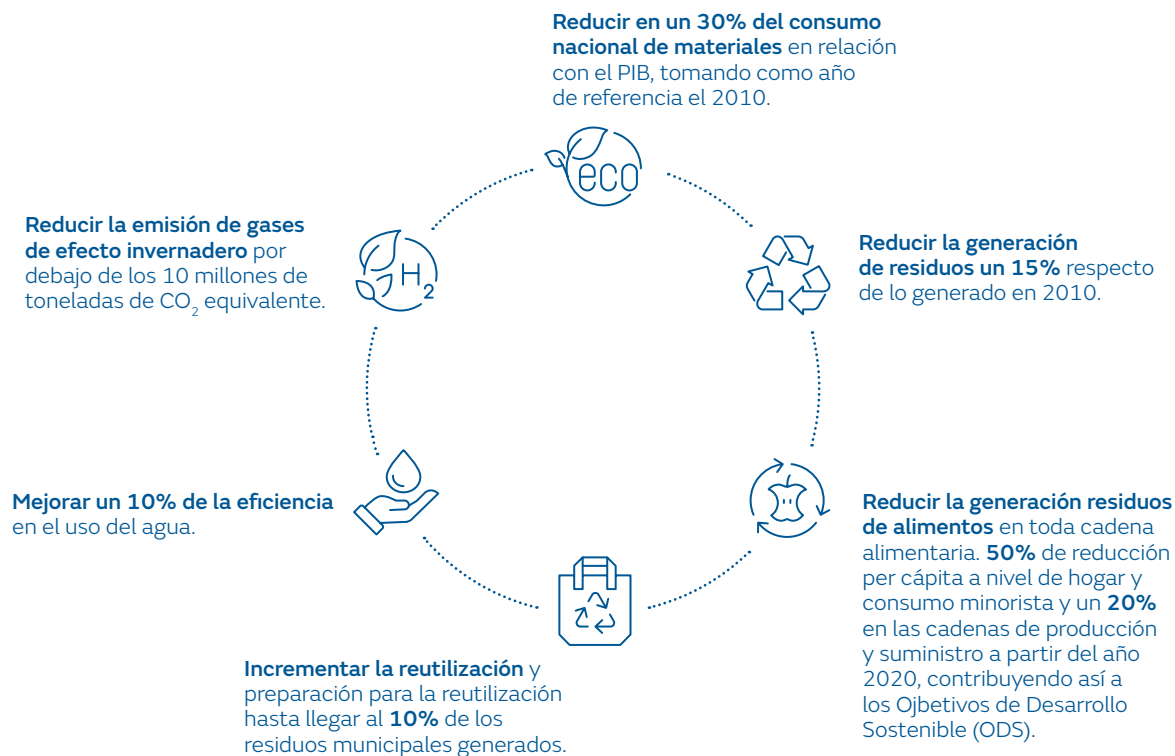 Reducir en un 30% del consumo
nacional de materiales en relación
con el PIB, tomando como año
de referencia el 2010.
eco
Reducir la generación
de residuos un 15% respecto
de lo generado en 2010.
Reducir la generación residuos
de alimentos en toda cadena
alimentaria. 50% de reducción
per cápita a nivel de hogar y
consumo minorista y un 20%
en las cadenas de producción
y suministro a partir del año
2020, contribuyendo así a
los Ojbetivos de Desarrollo
Sostenible (ODS).
Incrementar la reutilización y
preparación para la reutilización
hasta llegar al 10% de los
residuos municipales generados.
Mejorar un 10% de la eficiencia
en el uso del agua.
Reducir la emisión de gases
de efecto invernadero por
debajo de los 10 millones de
toneladas de CO₂ equivalente.
H₂